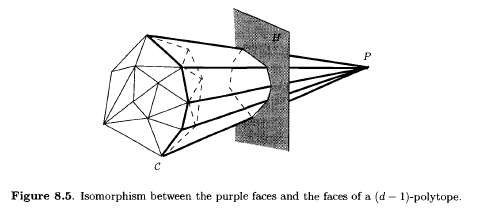 H
P
C
Figure 8.5. Isomorphism between the purple faces and the faces of a (d − 1)-polytope.